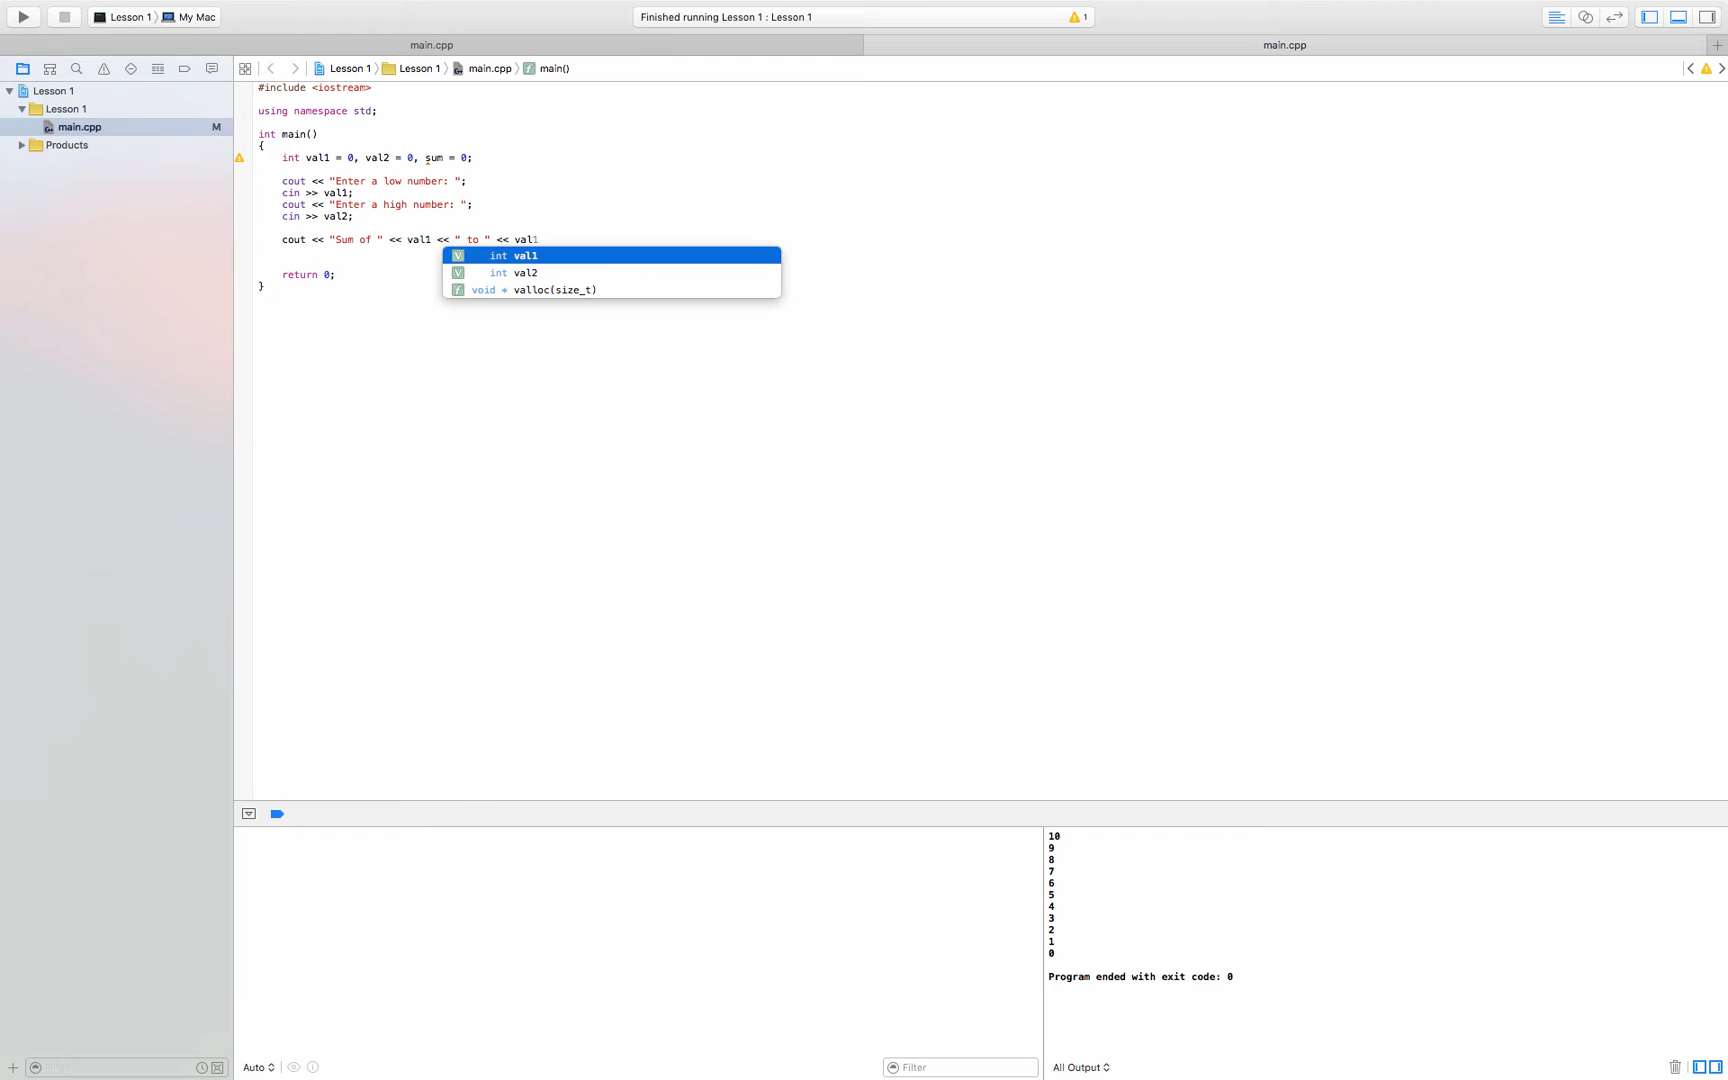 Lesson 1 My Mac Finished running Lesson 1 : Lesson 1 1
main.cpp main.cpp
Lesson 1 Lesson 1 main.cpp main()
Lesson 1
Lesson 1
main.cpp M
Products
#include <iostream>
using namespace std;
int main()
{
int val1 = 0, val2 = 0, sum = 0;
cout << "Enter a low number: ";
cin >> val1;
cout << "Enter a high number: ";
cin >> val2;
cout << "Sum of " << val1 << " to " << val1
int val1
int val2
void * valloc(size_t)
return 0;
}
10
9
8
7
6
5
4
3
2
1
0
Program ended with exit code: 0
Filter Auto Filter All Output